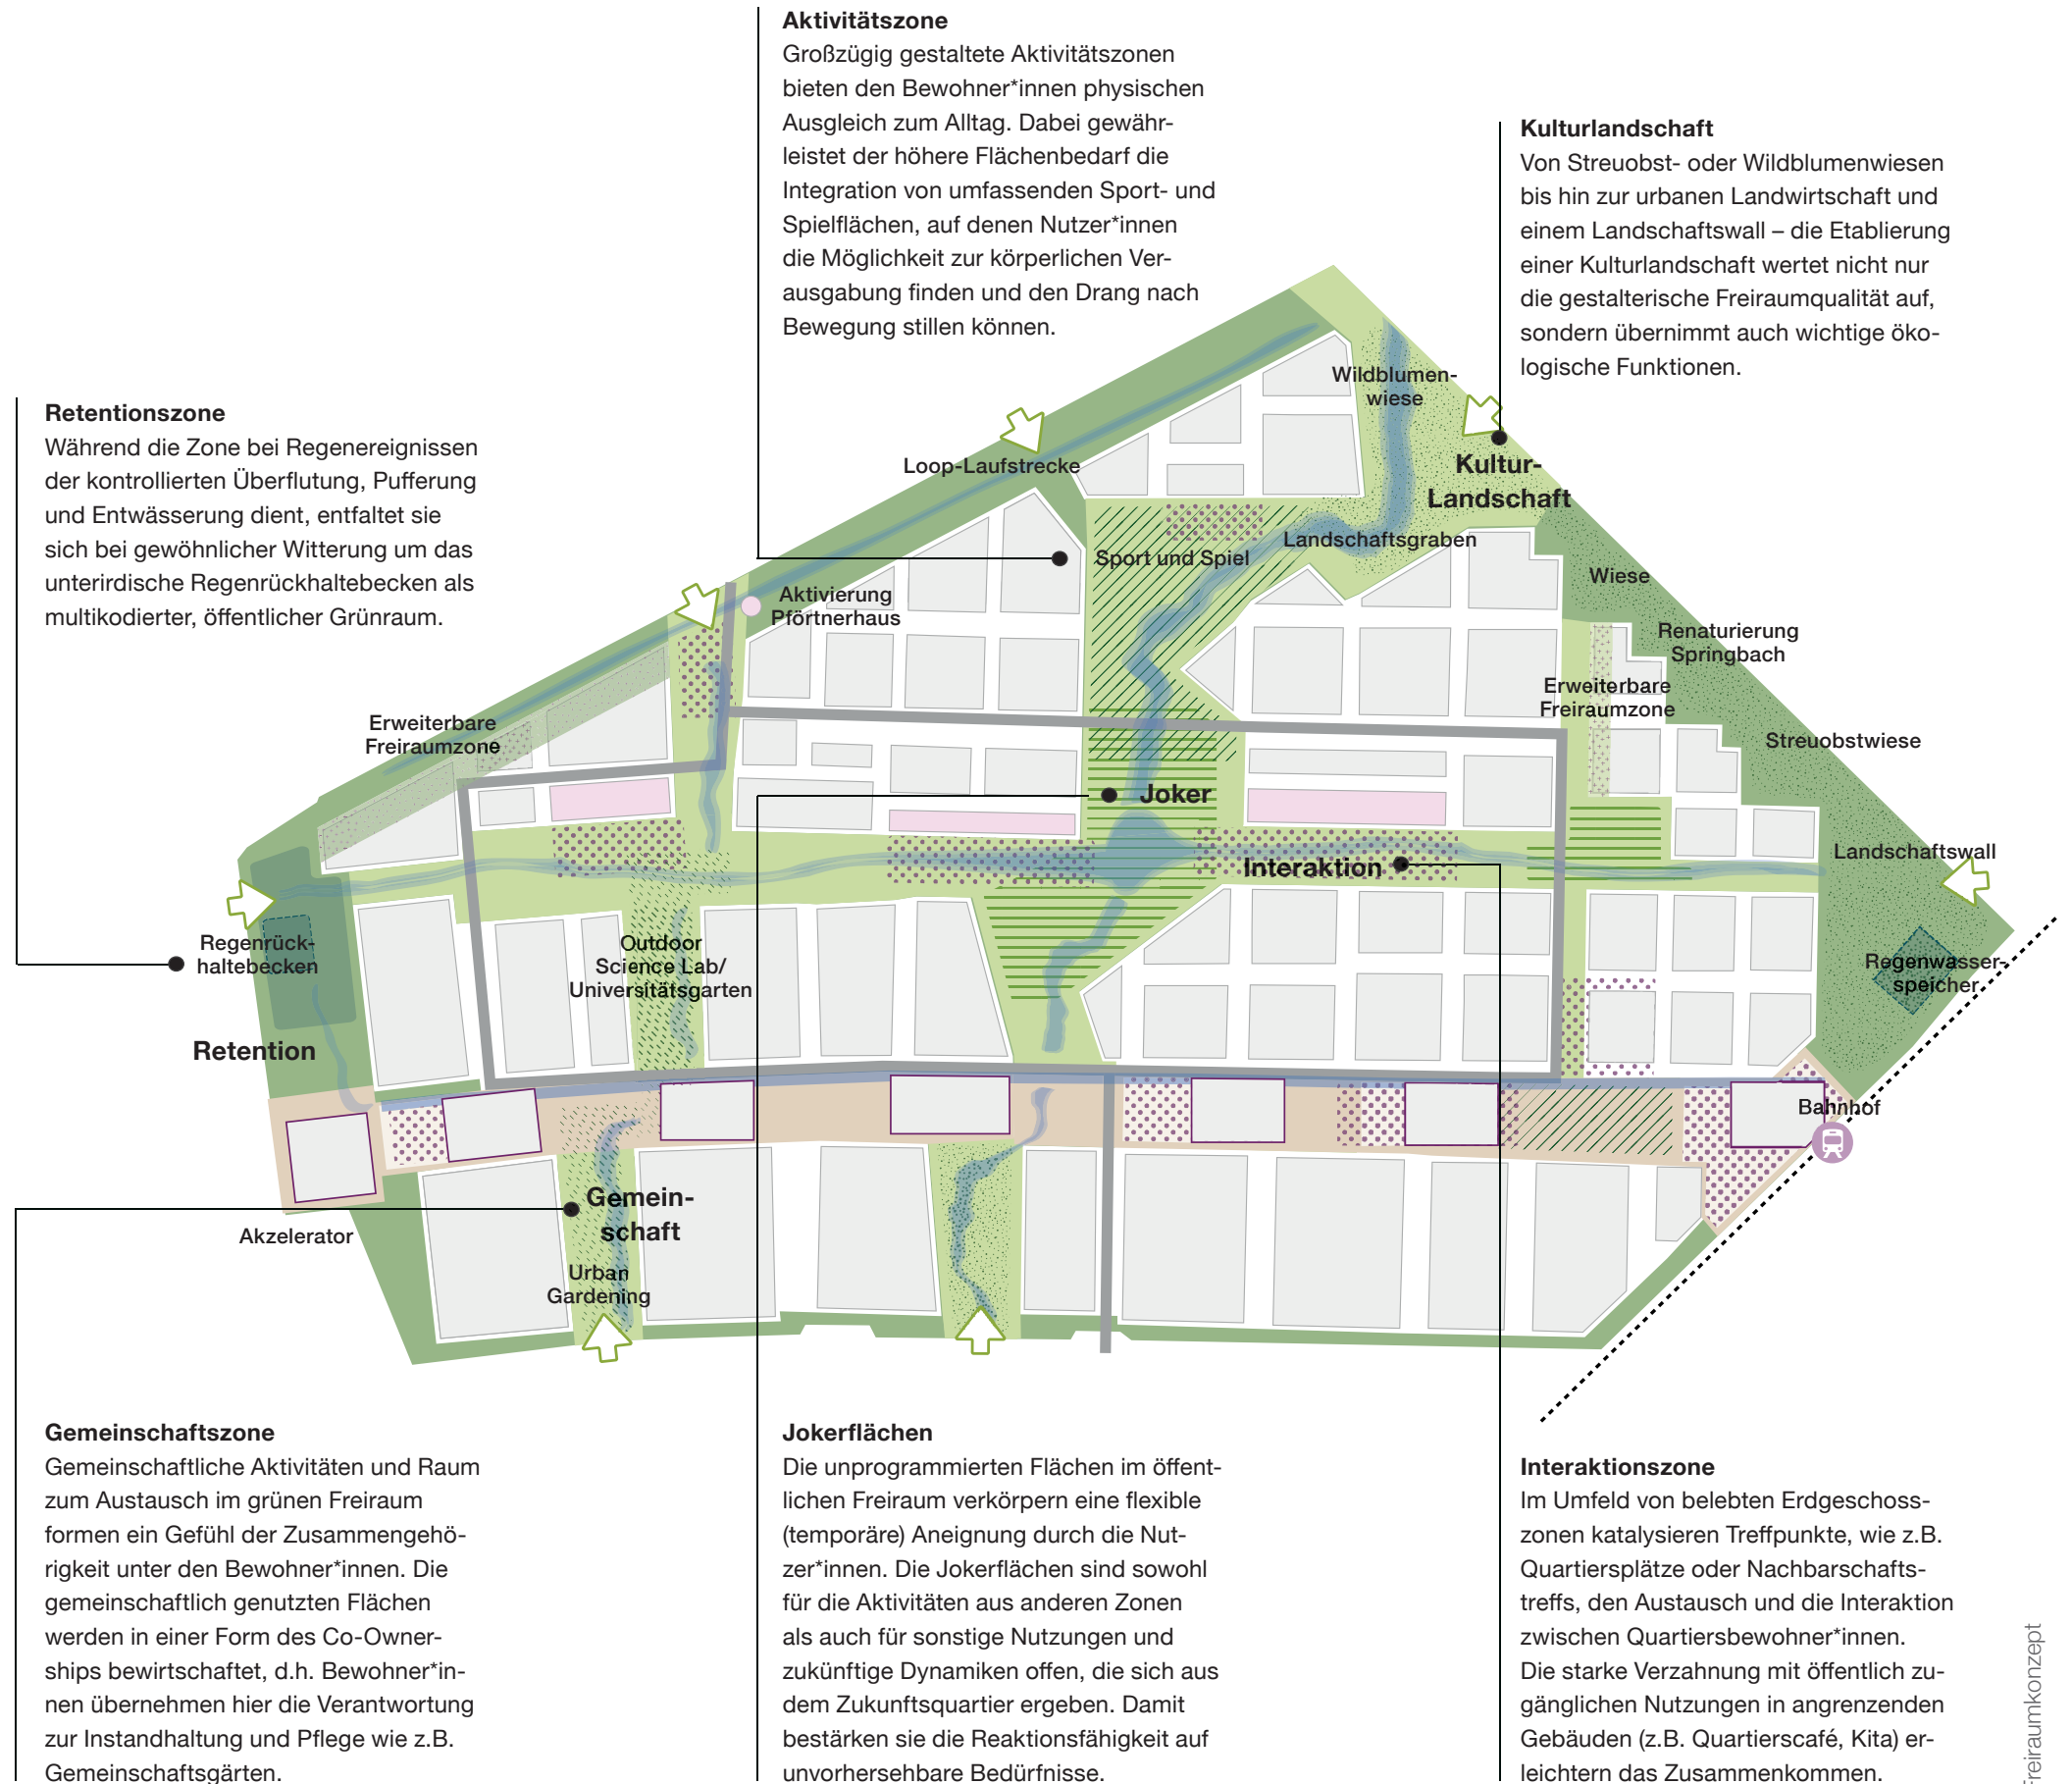 Aktivitätszone
Großzügig gestaltete Aktivitätszonen
bieten den Bewohner*innen physischen
Ausgleich zum Alltag. Dabei gewähr-
leistet der höhere Flächenbedarf die
Integration von umfassenden Sport- und
Spielflächen, auf denen Nutzer*innen
die Möglichkeit zur körperlichen Ver-
ausgabung finden und den Drang nach
Bewegung stillen können.
Kulturlandschaft
Von Streuobst- oder Wildblumenwiesen
bis hin zur urbanen Landwirtschaft und
einem Landschaftswall – die Etablierung
einer Kulturlandschaft wertet nicht nur
die gestalterische Freiraumqualität auf,
sondern übernimmt auch wichtige öko-
logische Funktionen.
Retentionszone
Während die Zone bei Regenereignissen
der kontrollierten Überflutung, Pufferung
und Entwässerung dient, entfaltet sie
sich bei gewöhnlicher Witterung um das
unterirdische Regenrückhaltebecken als
multikodierter, öffentlicher Grünraum.
Wildblumen-
wiese
Kultur-
Landschaft
Loop-Laufstrecke
Landschaftsgraben
Sport und Spiel
Wiese
Aktivierung
Pförtnerhaus
Renaturierung
Springbach
Erweiterbare
Freiraumzone
Erweiterbare
Freiraumzone
Streuobstwiese
Joker
Landschaftswall
Interaktion
Regenrück-
haltebecken
Outdoor
Science Lab/
Universitätsgarten
Regenwasser-
speicher
Retention
Bahnhof
Gemein-
schaft
Akzelerator
Urban
Gardening
Gemeinschaftszone
Gemeinschaftliche Aktivitäten und Raum
zum Austausch im grünen Freiraum
formen ein Gefühl der Zusammengehö-
rigkeit unter den Bewohner*innen. Die
gemeinschaftlich genutzten Flächen
werden in einer Form des Co-Owner-
ships bewirtschaftet, d.h. Bewohner*in-
nen übernehmen hier die Verantwortung
zur Instandhaltung und Pflege wie z.B.
Gemeinschaftsgärten.
Jokerflächen
Die unprogrammierten Flächen im öffent-
lichen Freiraum verkörpern eine flexible
(temporäre) Aneignung durch die Nut-
zer*innen. Die Jokerflächen sind sowohl
für die Aktivitäten aus anderen Zonen
als auch für sonstige Nutzungen und
zukünftige Dynamiken offen, die sich aus
dem Zukunftsquartier ergeben. Damit
bestärken sie die Reaktionsfähigkeit auf
unvorhersehbare Bedürfnisse.
Interaktionszone
Im Umfeld von belebten Erdgeschoss-
zonen katalysieren Treffpunkte, wie z.B.
Quartiersplätze oder Nachbarschafts-
treffs, den Austausch und die Interaktion
zwischen Quartiersbewohner*innen.
Die starke Verzahnung mit öffentlich zu-
gänglichen Nutzungen in angrenzenden
Gebäuden (z.B. Quartierscafé, Kita) er-
leichtern das Zusammenkommen.
Freiraumkonzept